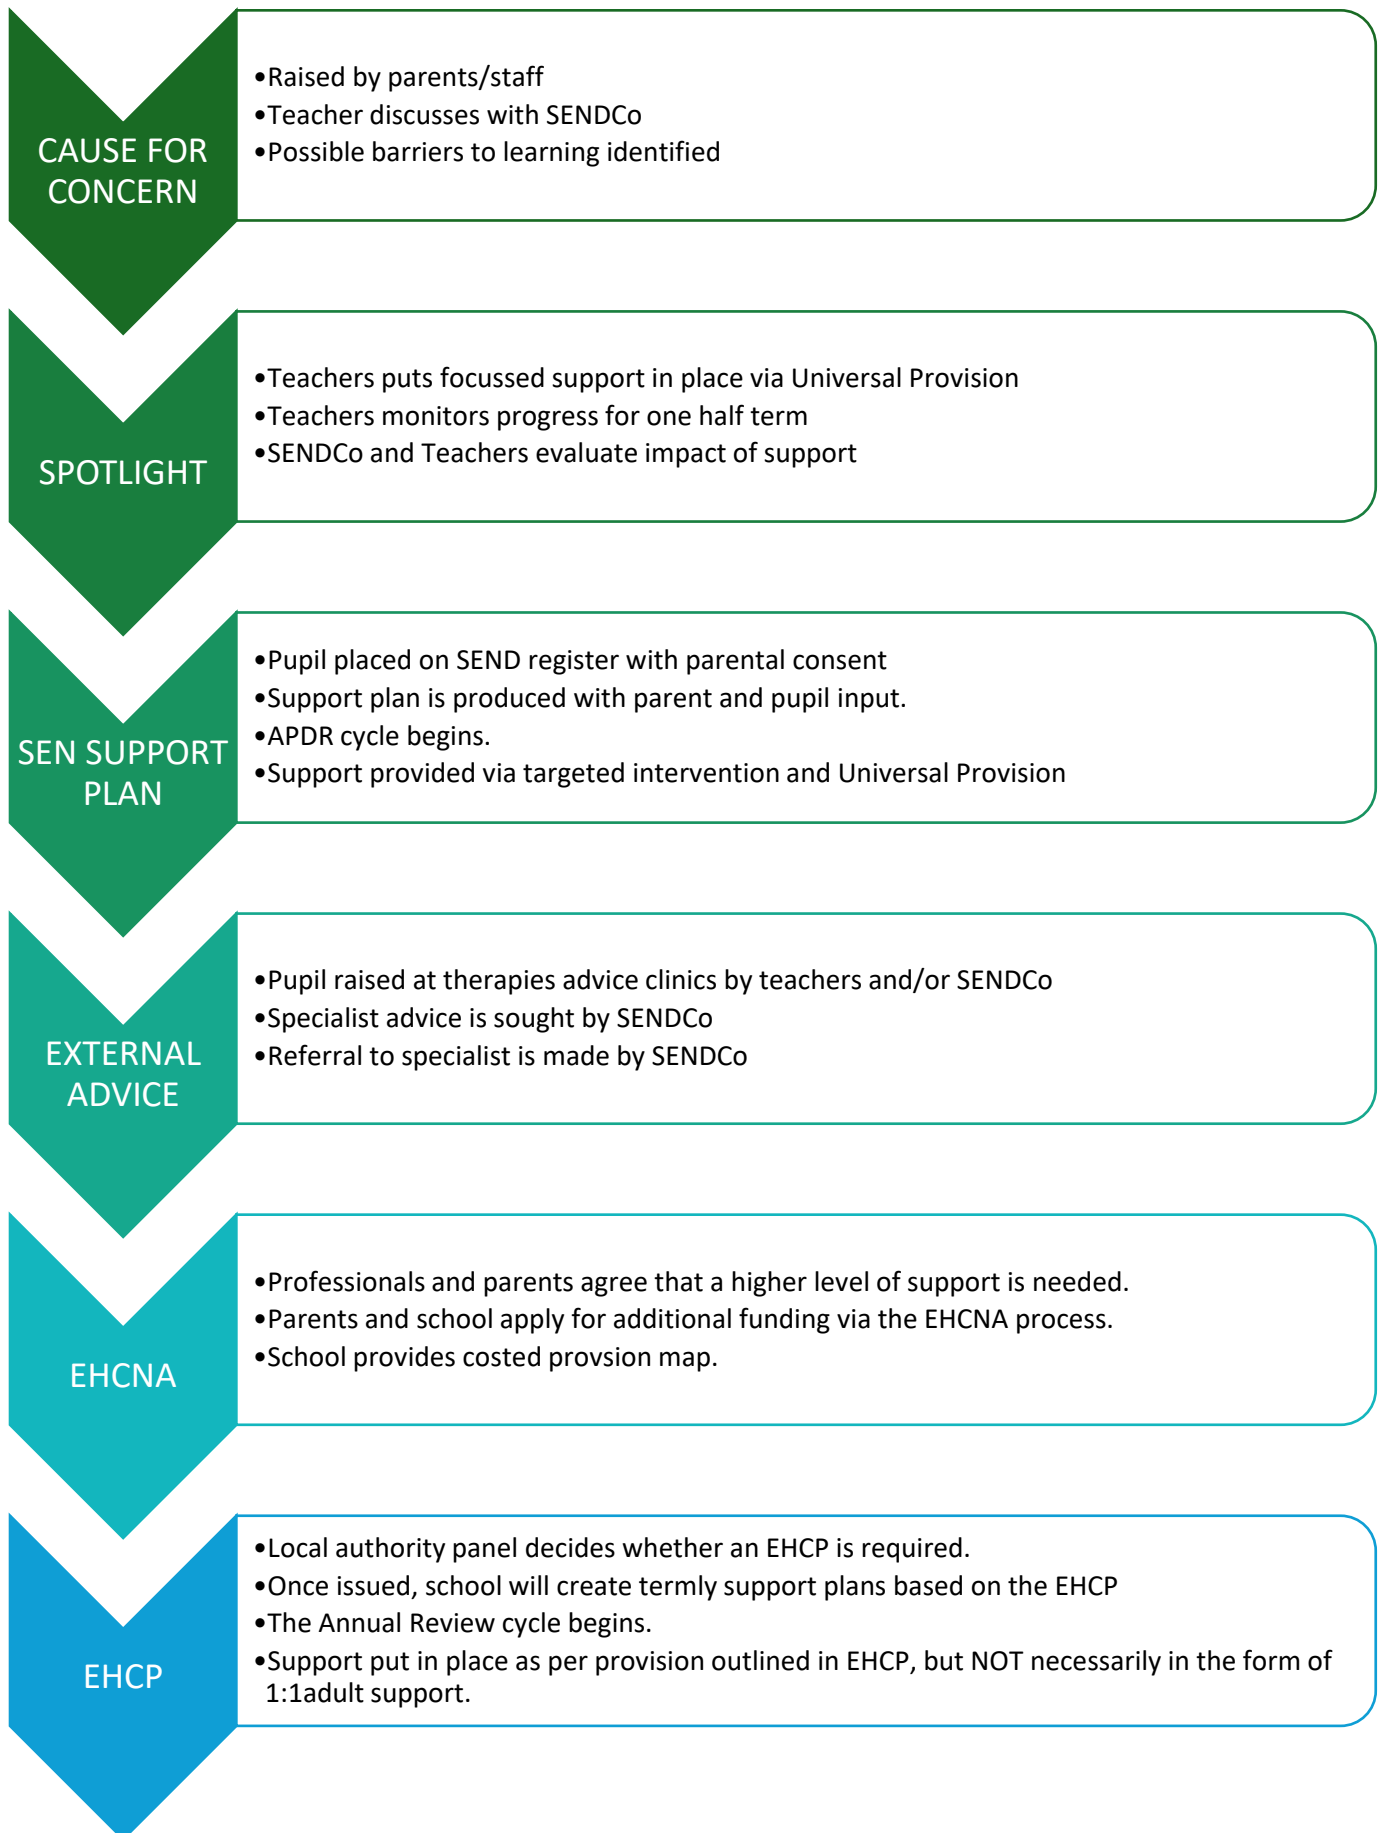 CAUSE FOR
CONCERN
•Raised by parents/staff
•Teacher discusses with SENDCo
•Possible barriers to learning identified
SPOTLIGHT
•Teachers puts focussed support in place via Universal Provision
•Teachers monitors progress for one half term
•SENDCo and Teachers evaluate impact of support
SEN SUPPORT
PLAN
•Pupil placed on SEND register with parental consent
•Support plan is produced with parent and pupil input.
•APDR cycle begins.
•Support provided via targeted intervention and Universal Provision
EXTERNAL
ADVICE
•Pupil raised at therapies advice clinics by teachers and/or SENDCo
•Specialist advice is sought by SENDCo
•Referral to specialist is made by SENDCo
EHCNA
•Professionals and parents agree that a higher level of support is needed.
•Parents and school apply for additional funding via the EHCNA process.
•School provides costed provsion map.
EHCP
•Local authority panel decides whether an EHCP is required.
•Once issued, school will create termly support plans based on the EHCP
•The Annual Review cycle begins.
•Support put in place as per provision outlined in EHCP, but NOT necessarily in the form of
1:1adult support.